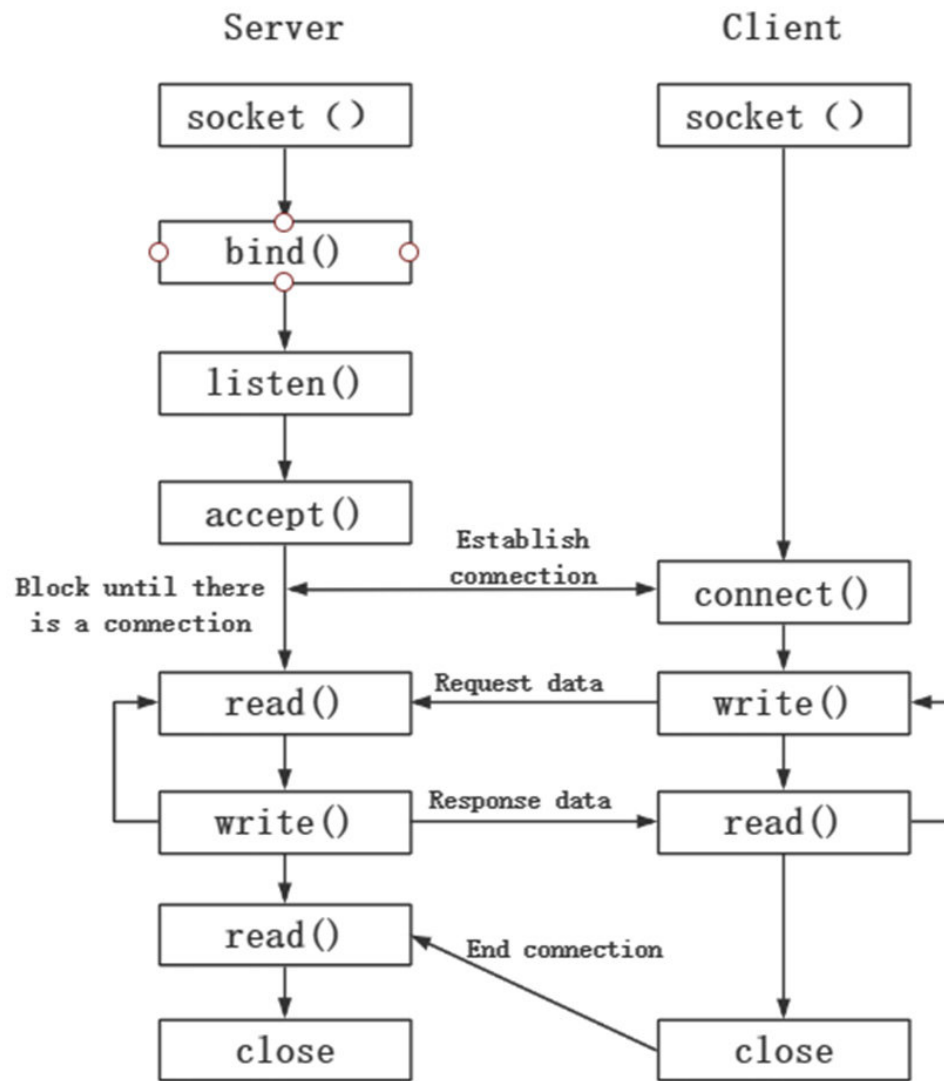 Server
Client
socket ()
socket ()
bind()
listen()
accept()
Establish
connection
Block until there
is a connection
connect()
read()
Request data
write()
write()
Response data
read()
read()
End connection
close
close